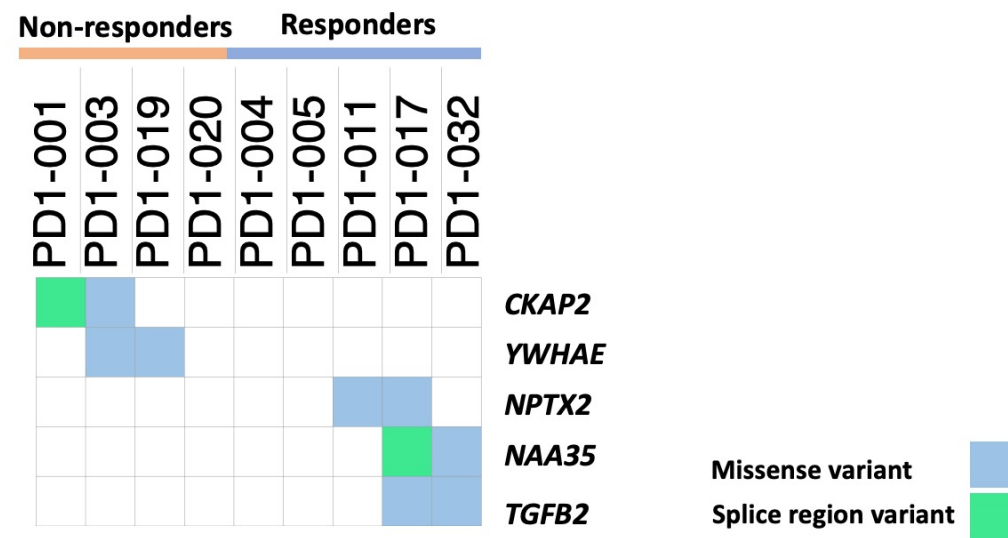 Non-responders
Responders
PD1-001
PD1-003
PD1-019
PD1-020
PD1-004
PD1-005
PD1-011
PD1-017
PD1-032
CKAP2
YWHAE
NPTX2
NAA35
TGFB2
Missense variant
Splice region variant